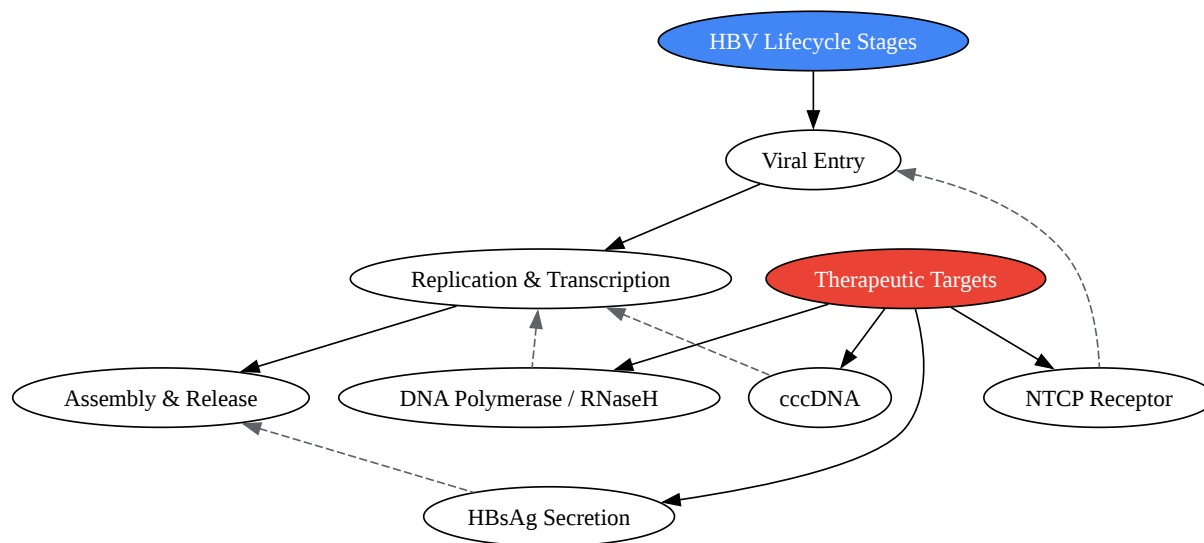 HBV Lifecycle Stages
Viral Entry
Replication & Transcription
Therapeutic Targets
Assembly & Release
DNA Polymerase / RNaseH
cccDNA
NTCP Receptor
HBsAg Secretion